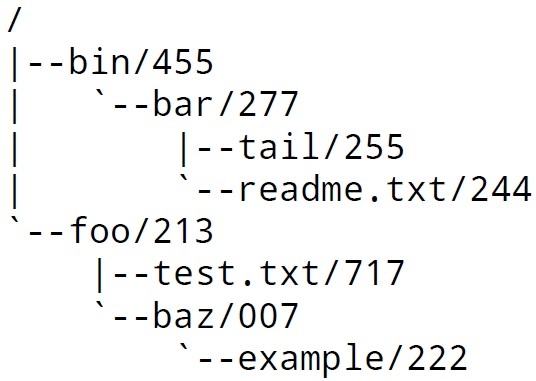 /
|--bin/455
|   `--bar/277
|       |--tail/255
|       `--readme.txt/244
`--foo/213
    |--test.txt/717
    `--baz/007
        `--example/222